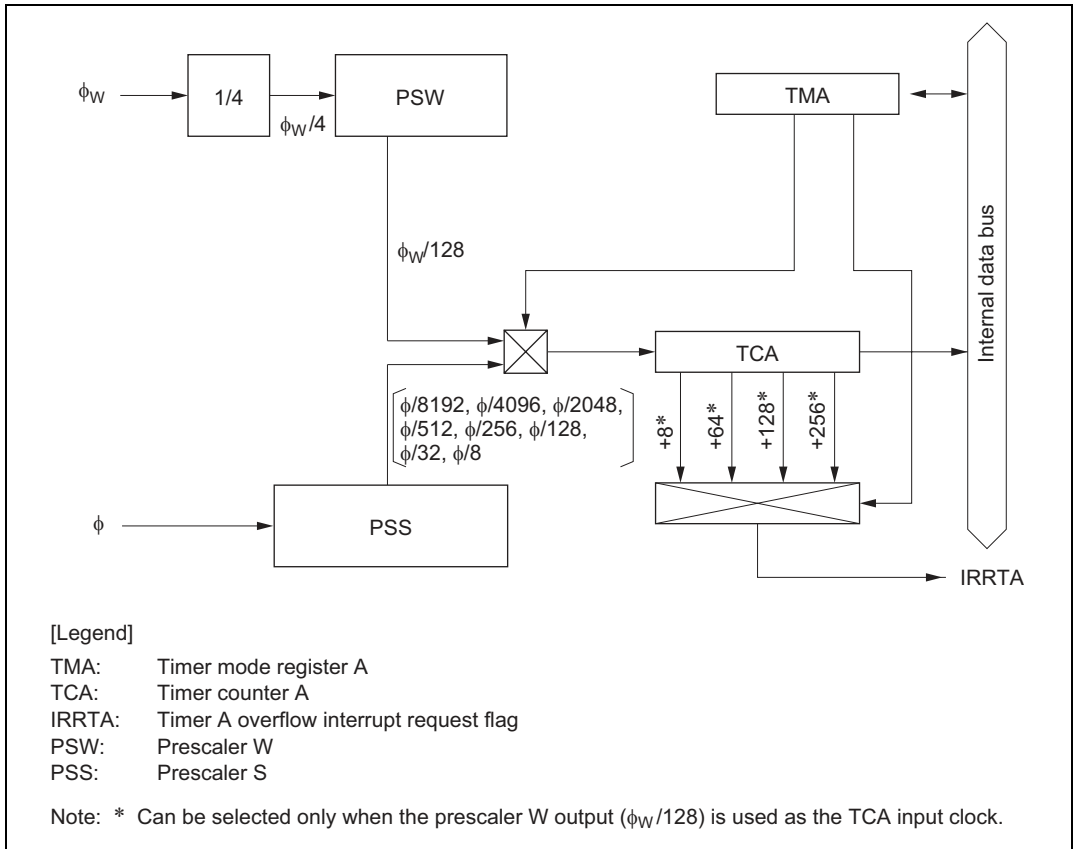 ϕW
1/4
ϕW/4
PSW
TMA
Internal data bus
ϕW/128
TCA
ϕ/8192, ϕ/4096, ϕ/2048,
ϕ/512, ϕ/256, ϕ/128,
ϕ/32, ϕ/8
+8*
+64*
+128*
+256*
ϕ
PSS
IRRTA
[Legend]
TMA: Timer mode register A
TCA: Timer counter A
IRRTA: Timer A overflow interrupt request flag
PSW: Prescaler W
PSS: Prescaler S
Note: * Can be selected only when the prescaler W output (ϕW/128) is used as the TCA input clock.